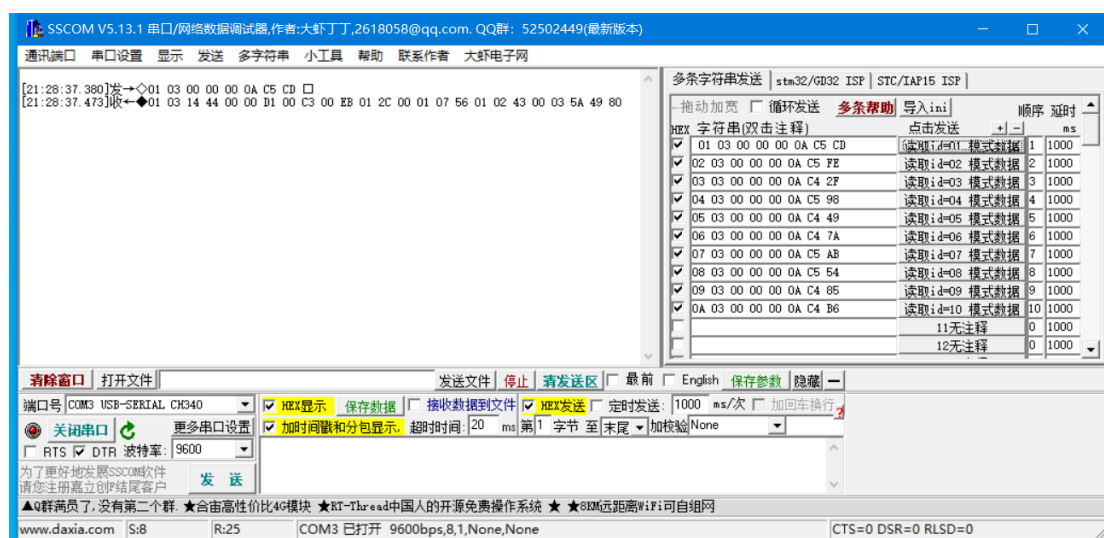 SSCOM V5.13.1 串口/网络数据调试器,作者:大虾丁丁,2618058@qq.com. QQ群: 52502449(最新版本)
通讯端口 串口设置 显示 发送 多字符串 小工具 帮助 联系作者 大虾电子网
[21:28:37.380]发→◇01 03 00 00 00 0A C5 CD □
[21:28:37.473]收←◆01 03 14 44 00 00 D1 00 C3 00 EB 01 2C 00 01 07 56 01 02 43 00 03 5A 49 80
多条字符串发送 stm32/GD32 ISP STC/IAP15 ISP
拖动加宽 循环发送 多条帮助 导入ini 顺序 延时
HEX 字符串(双击注释) 点击发送 + - ms
01 03 00 00 00 0A C5 CD 读取id=01 模式数据 1 1000
02 03 00 00 00 0A C5 FE 读取id=02 模式数据 2 1000
03 03 00 00 00 0A C4 2F 读取id=03 模式数据 3 1000
04 03 00 00 00 0A C5 98 读取id=04 模式数据 4 1000
05 03 00 00 00 0A C4 49 读取id=05 模式数据 5 1000
06 03 00 00 00 0A C4 7A 读取id=06 模式数据 6 1000
07 03 00 00 00 0A C5 AB 读取id=07 模式数据 7 1000
08 03 00 00 00 0A C5 54 读取id=08 模式数据 8 1000
09 03 00 00 00 0A C4 85 读取id=09 模式数据 9 1000
0A 03 00 00 00 0A C4 B6 读取id=10 模式数据 10 1000
11无注释 0 1000
12无注释 0 1000
清除窗口 打开文件 发送文件 停止 清发送区 最前 English 保存参数 隐藏
端口号 COM3 USB-SERIAL CH340 HEX显示 保存数据 接收数据到文件 HEX发送 定时发送: 1000 ms/次 加回车换行
关闭串口 更多串口设置 加时间戳和分包显示, 超时时间: 20 ms 第1 字节 至 末尾 加校验 None
RTS DTR 波特率: 9600
为了更好地发展SSCOM软件
请您注册嘉立创F结尾客户
发 送
▲Q群满员了,没有第二个群. ★合宙高性价比4G模块 ★RT-Thread中国人的开源免费操作系统 ★ ★8KM远距离WiFi可自组网
www.daxia.com S:8 R:25 COM3 已打开 9600bps,8,1,None,None CTS=0 DSR=0 RLSD=0